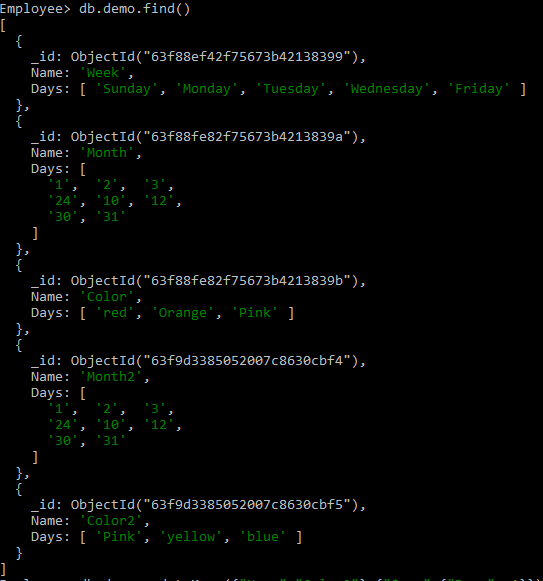 Employee> db.demo.find()
[
  {
    _id: ObjectId("63f88ef42f75673b42138399"),
    Name: 'Week',
    Days: [ 'Sunday', 'Monday', 'Tuesday', 'Wednesday', 'Friday' ]
  },
  {
    _id: ObjectId("63f88fe82f75673b4213839a"),
    Name: 'Month',
    Days: [
      '1',  '2',  '3',
      '24', '10', '12',
      '30', '31'
    ]
  },
  {
    _id: ObjectId("63f88fe82f75673b4213839b"),
    Name: 'Color',
    Days: [ 'red', 'Orange', 'Pink' ]
  },
  {
    _id: ObjectId("63f9d3385052007c8630cbf4"),
    Name: 'Month2',
    Days: [
      '1',  '2',  '3',
      '24', '10', '12',
      '30', '31'
    ]
  },
  {
    _id: ObjectId("63f9d3385052007c8630cbf5"),
    Name: 'Color2',
    Days: [ 'Pink', 'yellow', 'blue' ]
  }
]